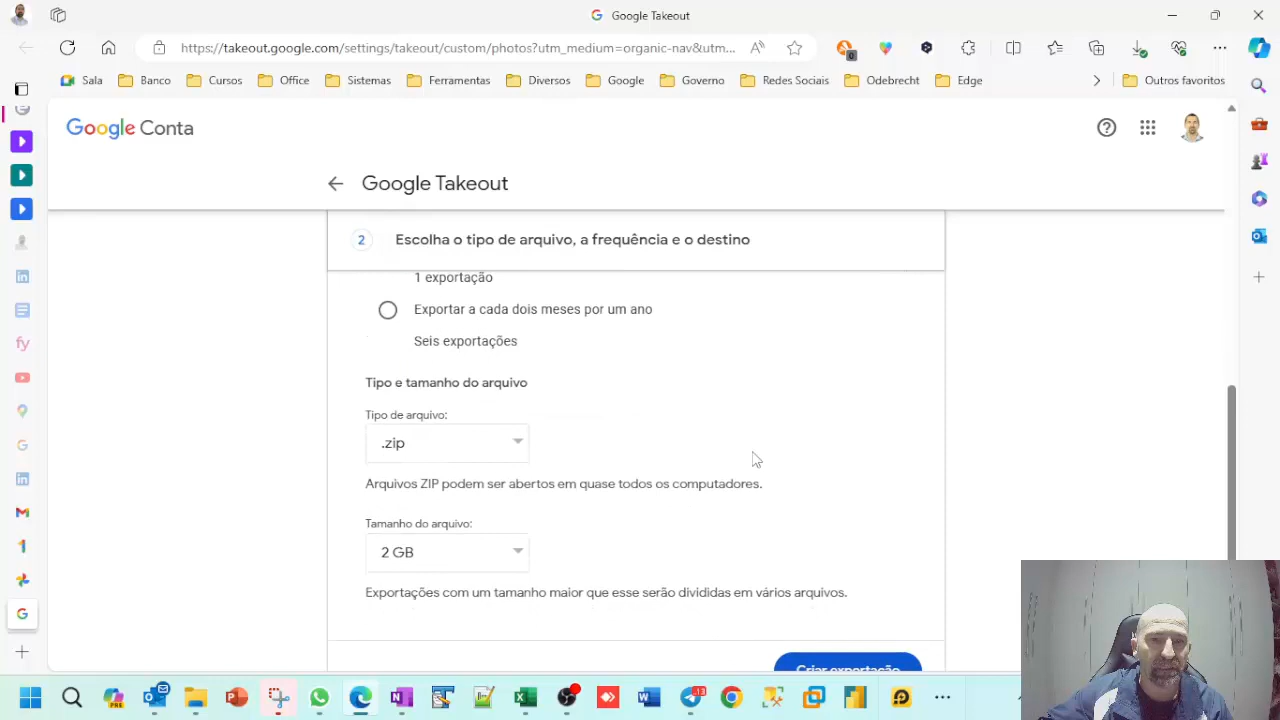 Google Takeout
https://takeout.google.com/settings/takeout/custom/photos?utm_medium=organic-nav&utm...
Sala Banco Cursos Office Sistemas Ferramentas Diversos Google Governo Redes Sociais Odebrecht Edge Outros favoritos
Google Conta
Google Takeout
2 Escolha o tipo de arquivo, a frequência e o destino
1 exportação
Exportar a cada dois meses por um ano
Seis exportações
Tipo e tamanho do arquivo
Tipo de arquivo:
.zip
Arquivos ZIP podem ser abertos em quase todos os computadores.
Tamanho do arquivo:
2 GB
Exportações com um tamanho maior que esse serão divididas em vários arquivos.
Criar exportação